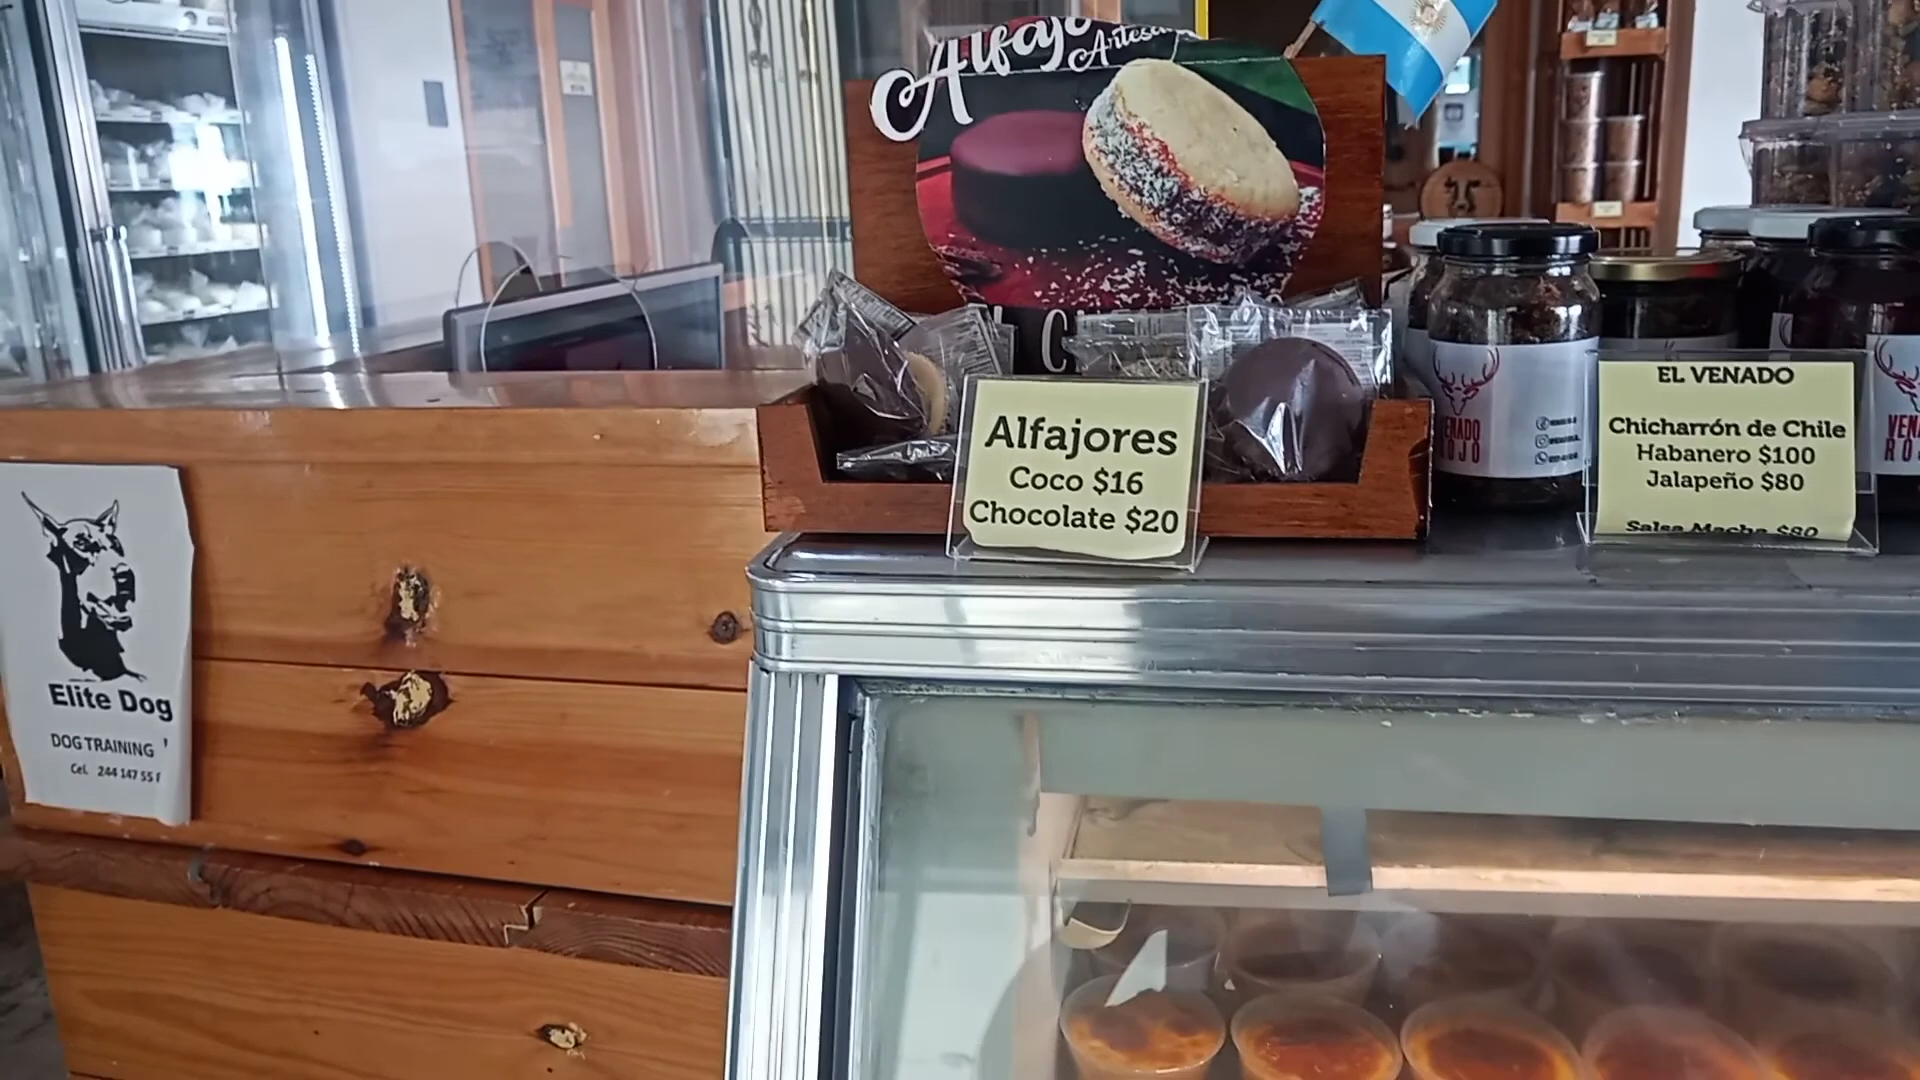 Artesa
Alfajores
Coco $16
Chocolate $20
EL VENADO
Chicharrón de Chile
Habanero $100
Jalapeño $80
Salsa Macha $80
VENADO
ROJO
Elite Dog
DOG TRAINING
Cel. 244 147 55